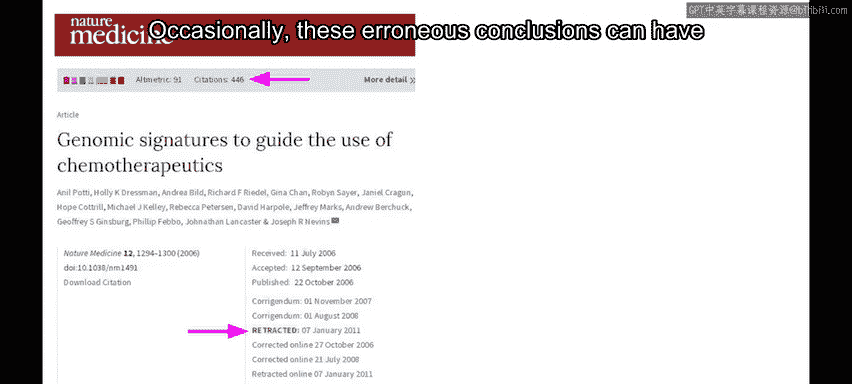 GPT中英字幕课程资源@bilibili.com
nature
medicine
Occasionally, these erroneous conclusions can have
Altmetric: 91 Citations: 446 More detail »
Article
Genomic signatures to guide the use of
chemotherapeutics
Anil Potti, Holly K Dressman, Andrea Bild, Richard F Riedel, Gina Chan, Robyn Sayer, Janiel Cragun,
Hope Cottrill, Michael J Kelley, Rebecca Petersen, David Harpole, Jeffrey Marks, Andrew Berchuck,
Geoffrey S Ginsburg, Phillip Febbo, Johnathan Lancaster & Joseph R Nevins
Nature Medicine 12, 1294–1300 (2006)
doi:10.1038/nm1491
Download Citation
Received: 11 July 2006
Accepted: 12 September 2006
Published: 22 October 2006
Corrigendum: 01 November 2007
Corrigendum: 01 August 2008
RETRACTED: 07 January 2011
Corrected online 27 October 2006
Corrected online 21 July 2008
Retracted online 07 January 2011